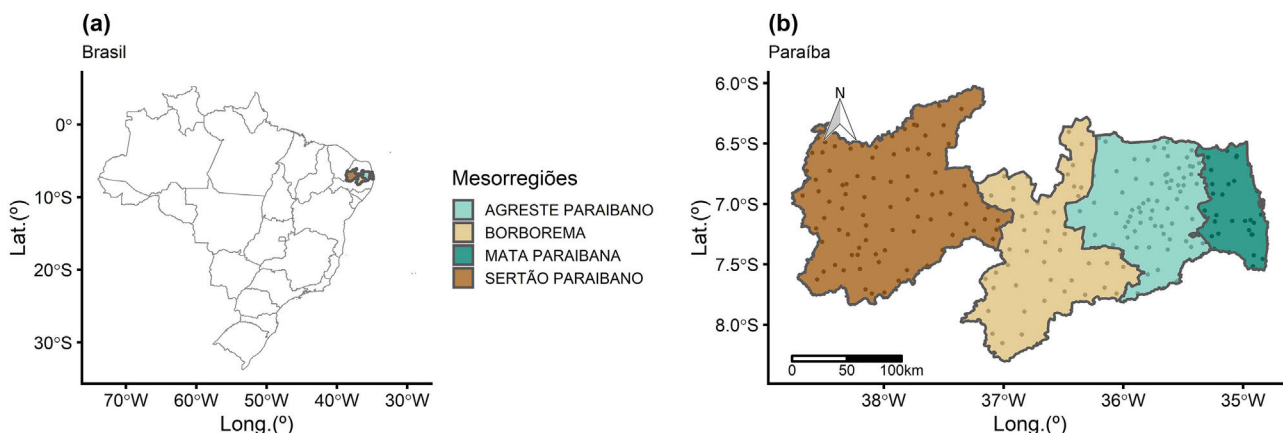 (a)
Brasil
Lat.(º)
0°
10°S
20°S
30°S
70°W 60°W 50°W 40°W 30°W
Long.(º)
Mesorregiões
AGRESTE PARAIBANO
BORBOREMA
MATA PARAIBANA
SERTÃO PARAIBANO
(b)
Paraíba
N
Lat.(º)
6.0°S
6.5°S
7.0°S
7.5°S
8.0°S
0 50 100km
38°W 37°W 36°W 35°W
Long.(º)